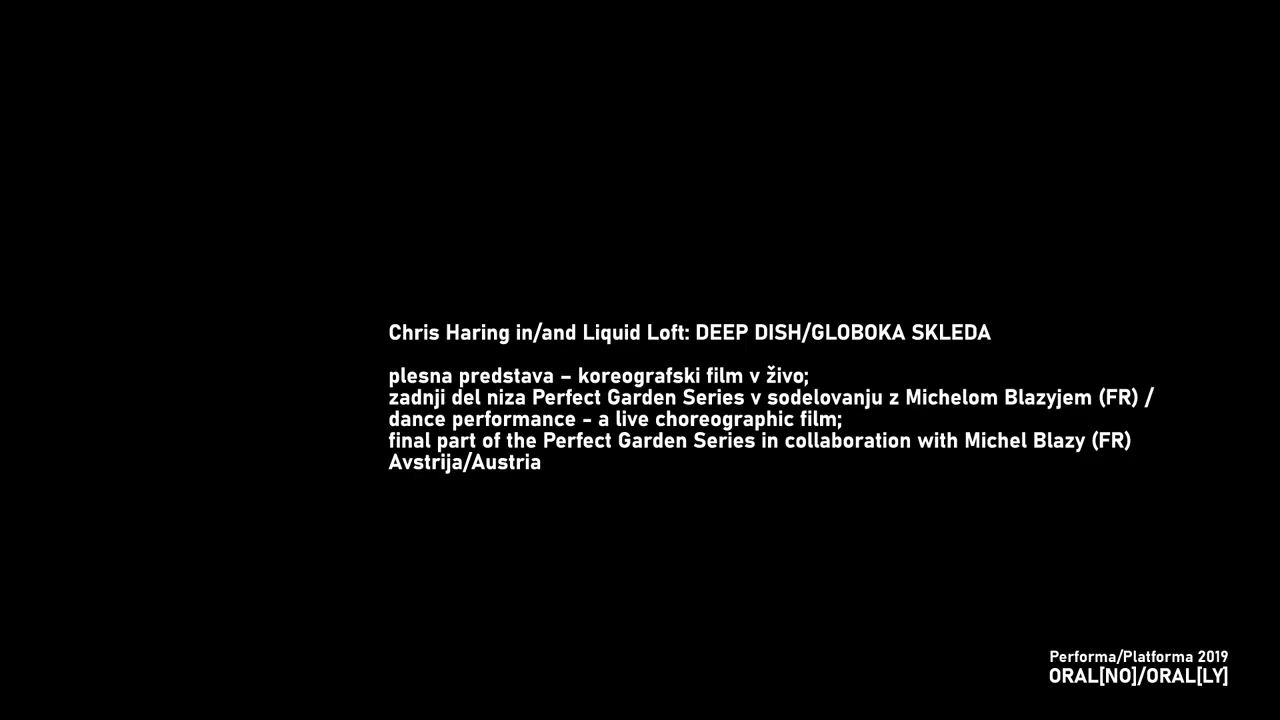 Chris Haring in/and Liquid Loft: DEEP DISH/GLOBOKA SKLEDA
plesna predstava – koreografski film v živo;
zadnji del niza Perfect Garden Series v sodelovanju z Michelom Blazyjem (FR) /
dance performance - a live choreographic film;
final part of the Perfect Garden Series in collaboration with Michel Blazy (FR)
Avstrija/Austria
Performa/Platforma 2019
ORAL[NO]/ORAL[LY]